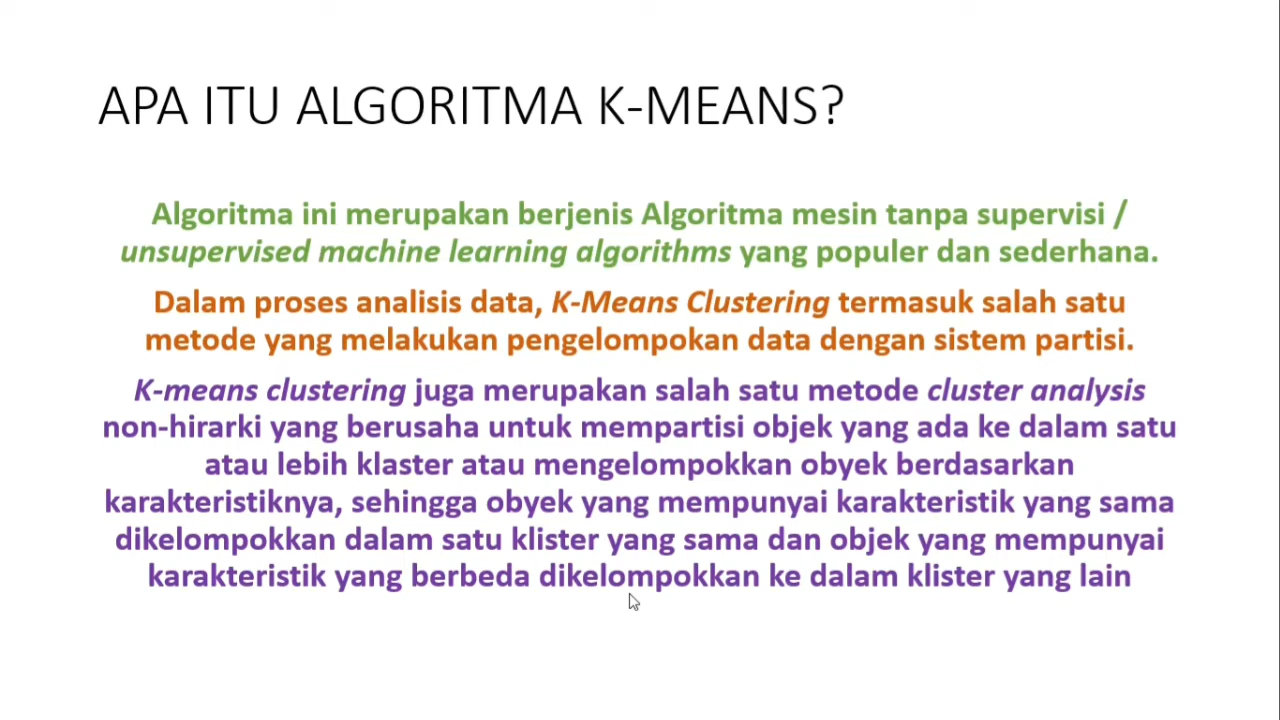 APA ITU ALGORITMA K-MEANS?
Algoritma ini merupakan berjenis Algoritma mesin tanpa supervisi /
unsupervised machine learning algorithms yang populer dan sederhana.
Dalam proses analisis data, K-Means Clustering termasuk salah satu
metode yang melakukan pengelompokan data dengan sistem partisi.
K-means clustering juga merupakan salah satu metode cluster analysis
non-hirarki yang berusaha untuk mempartisi objek yang ada ke dalam satu
atau lebih klaster atau mengelompokkan obyek berdasarkan
karakteristiknya, sehingga obyek yang mempunyai karakteristik yang sama
dikelompokkan dalam satu klister yang sama dan objek yang mempunyai
karakteristik yang berbeda dikelompokkan ke dalam klister yang lain